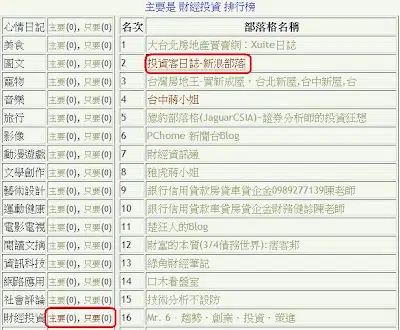 主要是 財經投資 排行榜
心情日記 主要(0), 只要(0) 名次 部落格名稱
美食 主要(0), 只要(0) 1 大台北房地產買賣網：Xuite日誌
圖文 主要(0), 只要(0) 2 投資客日誌-新浪部落
寵物 主要(0), 只要(0) 3 台灣房地王-買新成屋，台北新屋,台中新屋,台
音樂 主要(0), 只要(0) 4 台中蔣小姐
旅行 主要(0), 只要(0) 5 獵豹部落格(JaguarCSIA)-證券分析師的投資狂想
影像 主要(0), 只要(0) 6 PChome 新聞台Blog
動漫遊戲 主要(0), 只要(0) 7 財經資訊通
文學創作 主要(0), 只要(0) 8 雅虎蔣小姐
藝術設計 主要(0), 只要(0) 9 銀行信用貸款房貸車貸企金0989277139陳老師
運動健康 主要(0), 只要(0) 10 銀行信用貸款車貸房貸企金財務健診陳老師
電影電視 主要(0), 只要(0) 11 楚狂人的Blog
閱讀文摘 主要(0), 只要(0) 12 財富的本質(3/4債務世界):痞客邦
資訊科技 主要(0), 只要(0) 13 綠角財經筆記
網路應用 主要(0), 只要(0) 14 口木看盤室
社會評論 主要(0), 只要(0) 15 技術分析不設防
財經投資 主要(0), 只要(0) 16 Mr. 6 - 趨勢．創業．投資．策進